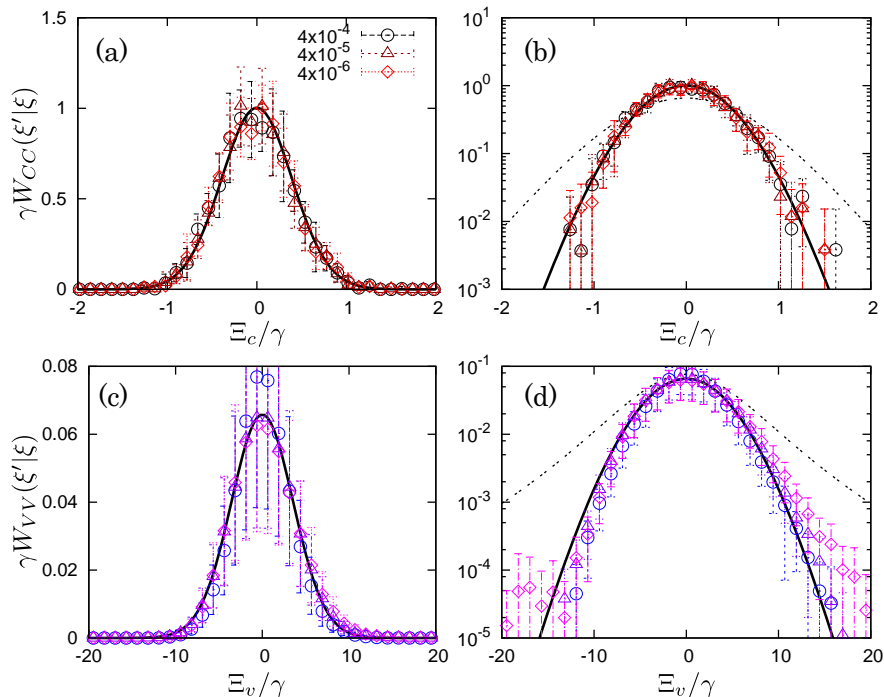 (a)
4x10⁻⁴
4x10⁻⁵
4x10⁻⁶
1.5
1
0.5
0
γW_CC(ξ′|ξ)
-2 -1 0 1 2
Ξ_c/γ
(b)
10¹
10⁰
10⁻¹
10⁻²
10⁻³
-2 -1 0 1 2
Ξ_c/γ
(c)
0.08
0.06
0.04
0.02
0
γW_VV(ξ′|ξ)
-20 -10 0 10 20
Ξ_v/γ
(d)
10⁻¹
10⁻²
10⁻³
10⁻⁴
10⁻⁵
-20 -10 0 10 20
Ξ_v/γ